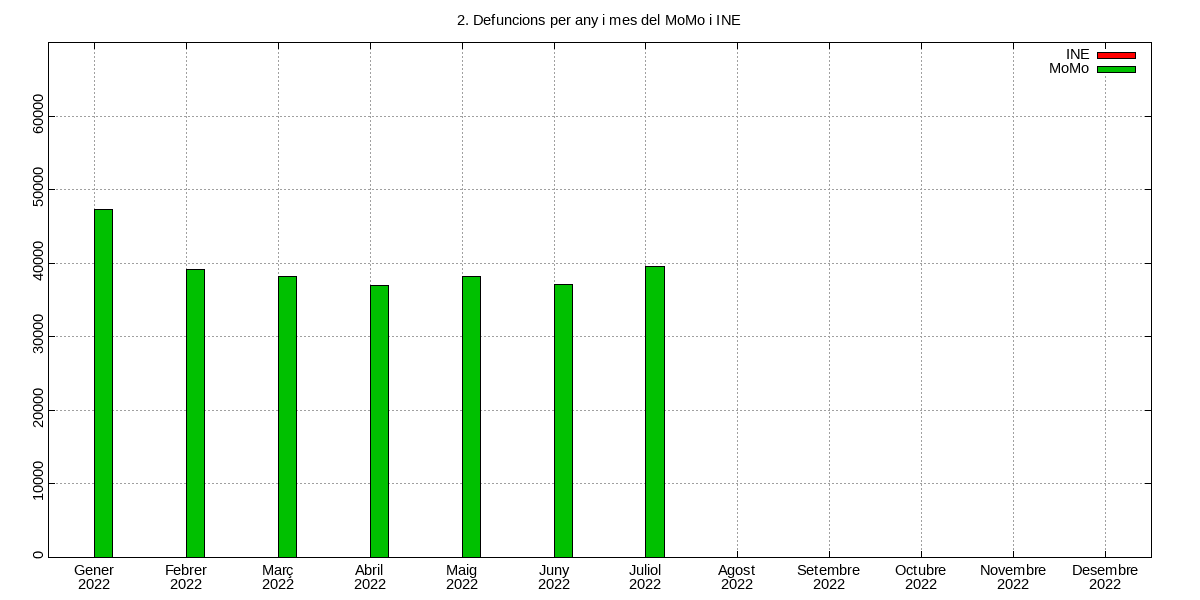 2. Defuncions per any i mes del MoMo i INE
INE
MoMo
60000
50000
40000
30000
20000
10000
0
Gener Febrer Març Abril Maig Juny Juliol Agost Setembre Octubre Novembre Desembre
2022 2022 2022 2022 2022 2022 2022 2022 2022 2022 2022 2022